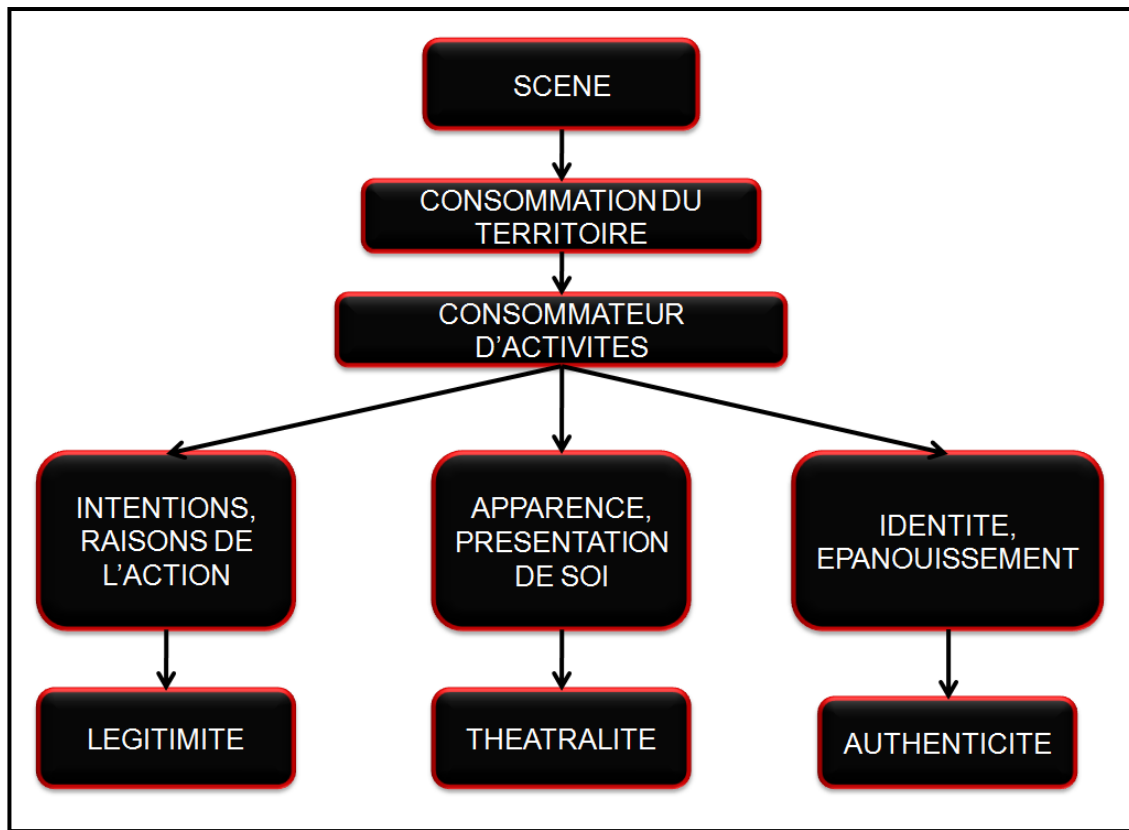 SCENE
CONSOMMATION DU
TERRITOIRE
CONSOMMATEUR
D'ACTIVITES
INTENTIONS,
RAISONS DE
L'ACTION
APPARENCE,
PRESENTATION
DE SOI
IDENTITE,
EPANOUISSEMENT
LEGITIMITE
THEATRALITE
AUTHENTICITE